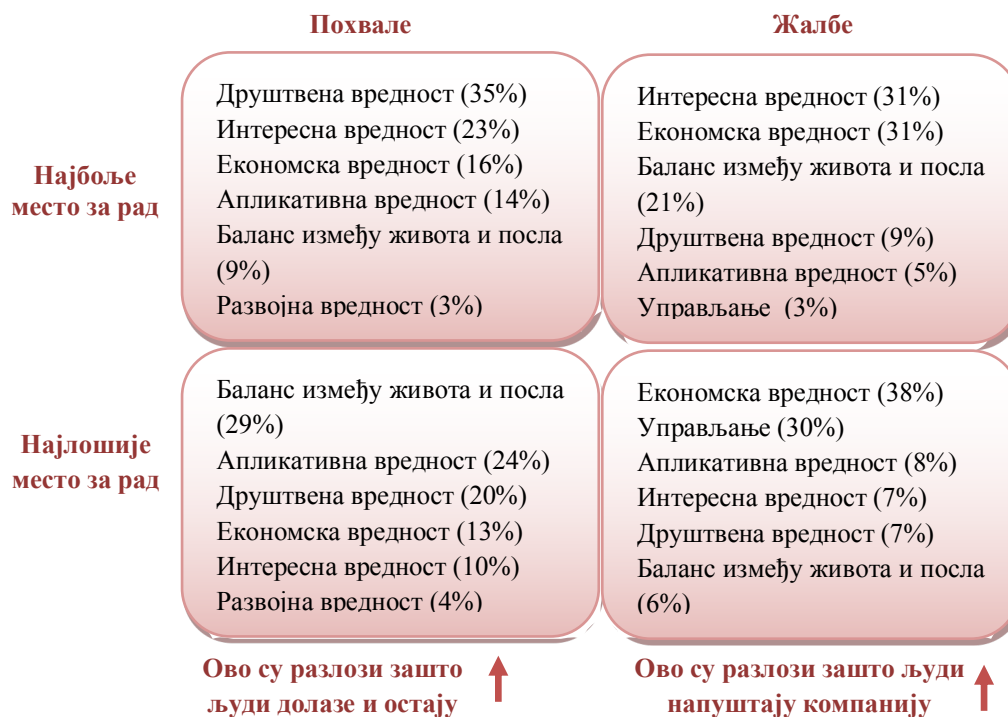 Похвале
Жалбе
Најбоље
место за рад
Друштвена вредност (35%)
Интересна вредност (23%)
Економска вредност (16%)
Апликативна вредност (14%)
Баланс између живота и посла
(9%)
Развојна вредност (3%)
Интересна вредност (31%)
Економска вредност (31%)
Баланс између живота и посла
(21%)
Друштвена вредност (9%)
Апликативна вредност (5%)
Управљање (3%)
Најлошије
место за рад
Баланс између живота и посла
(29%)
Апликативна вредност (24%)
Друштвена вредност (20%)
Економска вредност (13%)
Интересна вредност (10%)
Развојна вредност (4%)
Економска вредност (38%)
Управљање (30%)
Апликативна вредност (8%)
Интересна вредност (7%)
Друштвена вредност (7%)
Баланс између живота и посла
(6%)
Ово су разлози зашто
људи долазе и остају
Ово су разлози зашто људи
напуштају компанију